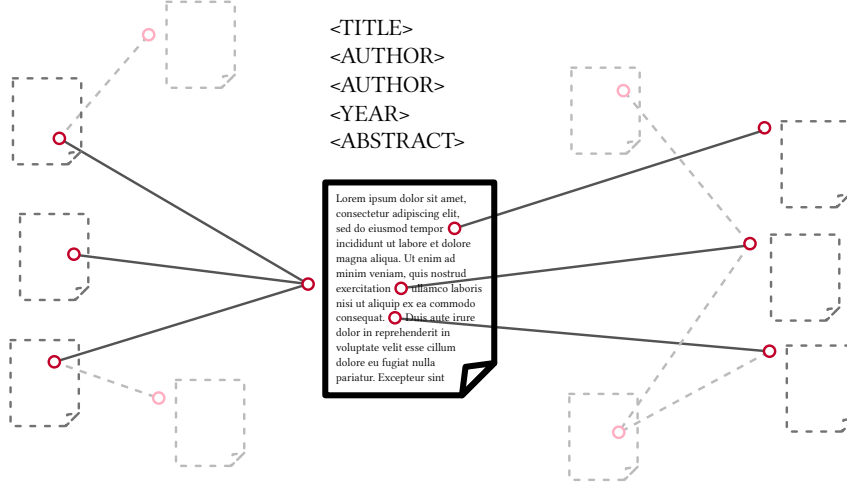 <TITLE>
<AUTHOR>
<AUTHOR>
<YEAR>
<ABSTRACT>
Lorem ipsum dolor sit amet,
consectetur adipiscing elit,
sed do eiusmod tempor
incididunt ut labore et dolore
magna aliqua. Ut enim ad
minim veniam, quis nostrud
exercitation ullamco laboris
nisi ut aliquip ex ea commodo
consequat. Duis aute irure
dolor in reprehenderit in
voluptate velit esse cillum
dolore eu fugiat nulla
pariatur. Excepteur sint